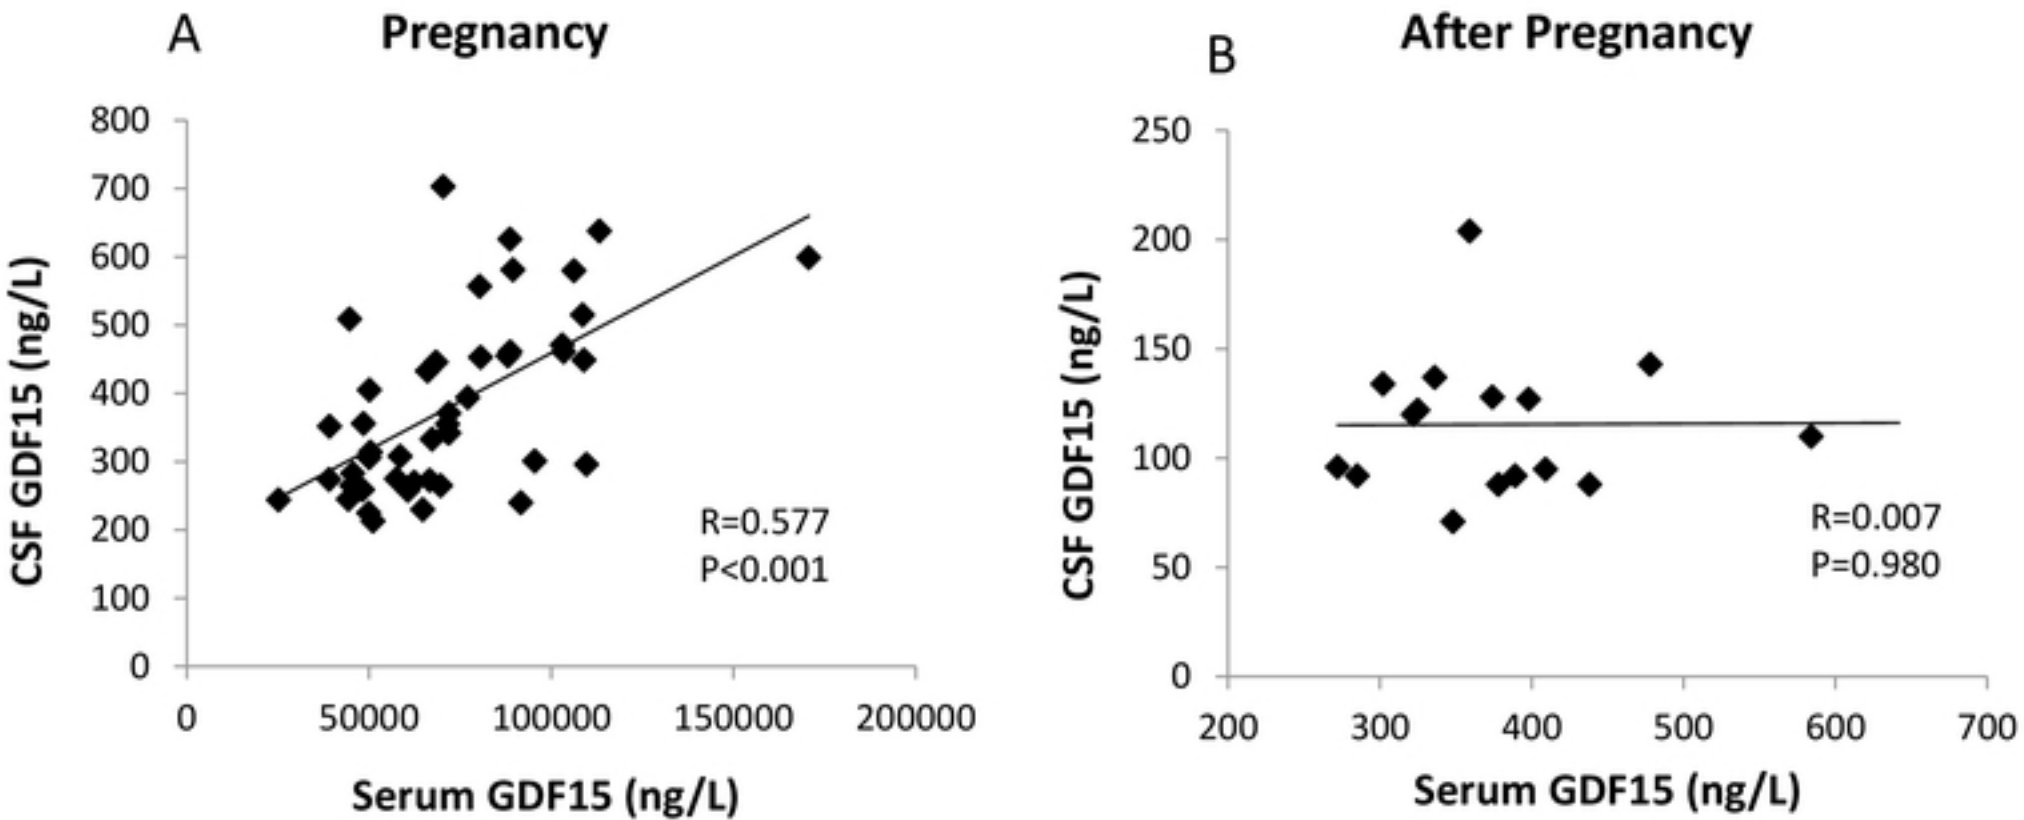 A
Pregnancy
800
700
600
500
400
300
200
100
0
CSF GDF15 (ng/L)
R=0.577
P<0.001
0 50000 100000 150000 200000
Serum GDF15 (ng/L)
B
After Pregnancy
250
200
150
100
50
0
CSF GDF15 (ng/L)
R=0.007
P=0.980
200 300 400 500 600 700
Serum GDF15 (ng/L)